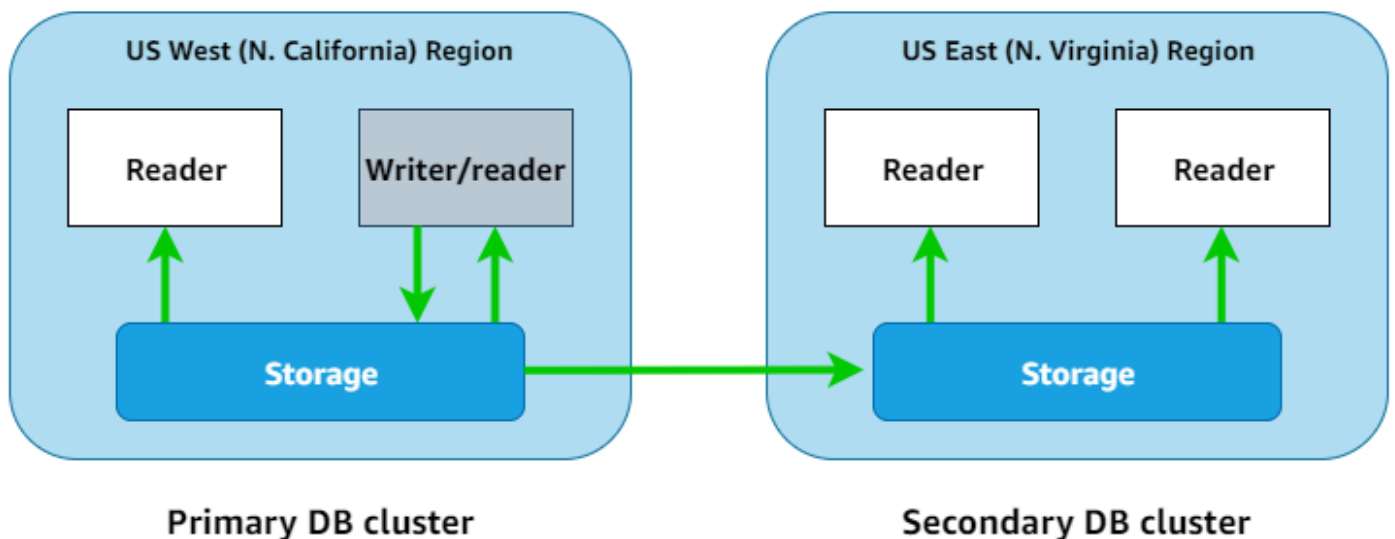 US West (N. California) Region
Reader
Writer/reader
Storage
Primary DB cluster
US East (N. Virginia) Region
Reader
Reader
Storage
Secondary DB cluster